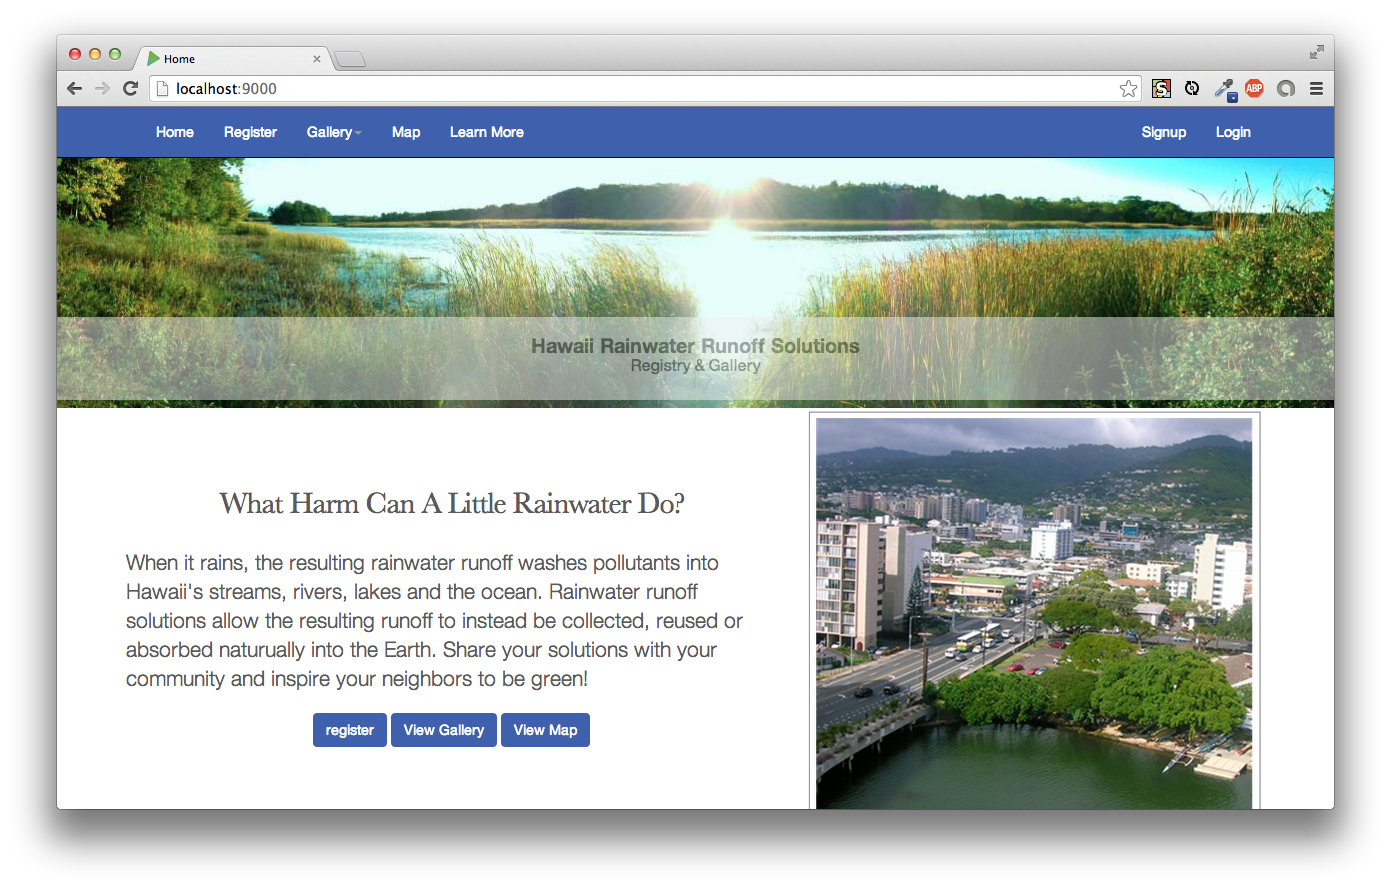 Home
localhost:9000
ABP
Home Register Gallery Map Learn More Signup Login
Hawaii Rainwater Runoff Solutions
Registry & Gallery
What Harm Can A Little Rainwater Do?
When it rains, the resulting rainwater runoff washes pollutants into
Hawaii's streams, rivers, lakes and the ocean. Rainwater runoff
solutions allow the resulting runoff to instead be collected, reused or
absorbed naturually into the Earth. Share your solutions with your
community and inspire your neighbors to be green!
register View Gallery View Map